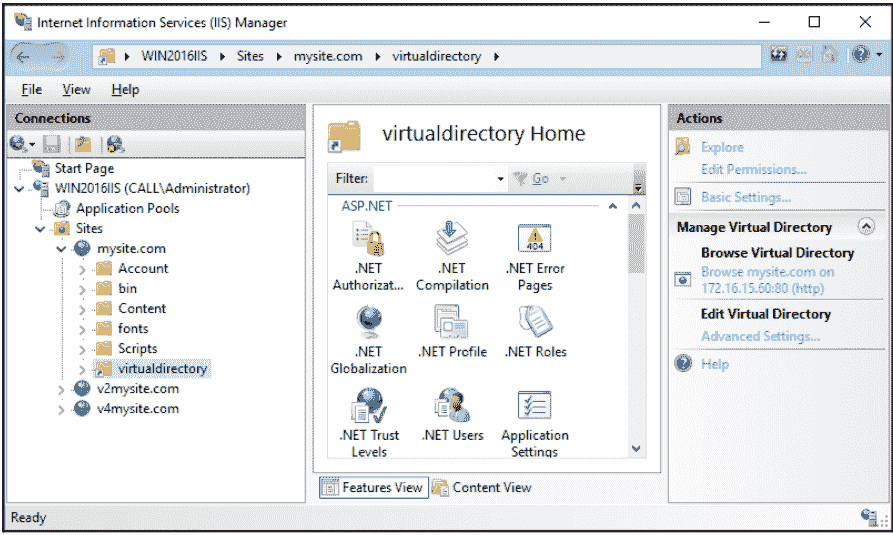 Internet Information Services (IIS) Manager
WIN2016IIS
Sites
mysite.com
virtualdirectory
File View Help
Connections
Start Page
WIN2016IIS (CALL\Administrator)
Application Pools
Sites
mysite.com
Account
bin
Content
fonts
Scripts
virtualdirectory
v2mysite.com
v4mysite.com
virtualdirectory Home
Filter:
Go
ASP.NET
.NET
Authorizat...
.NET
Compilation
404
.NET Error
Pages
.NET
Globalization
.NET Profile
.NET Roles
.NET Trust
Levels
.NET Users
Application
Settings
Features View
Content View
Actions
Explore
Edit Permissions...
Basic Settings...
Manage Virtual Directory
Browse Virtual Directory
Browse mysite.com on
172.16.15.60:80 (http)
Edit Virtual Directory
Advanced Settings...
Help
Ready